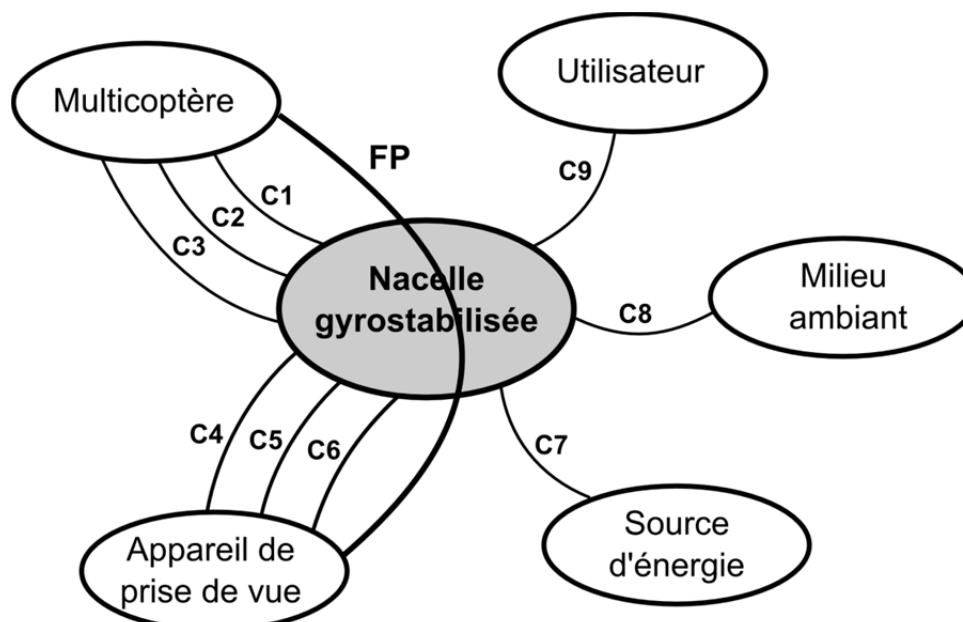 Multicoptère
Utilisateur
FP
C1
C2
C3
C9
Nacelle
gyrostabilisée
C8
Milieu
ambiant
C4
C5
C6
C7
Appareil de
prise de vue
Source
d'énergie